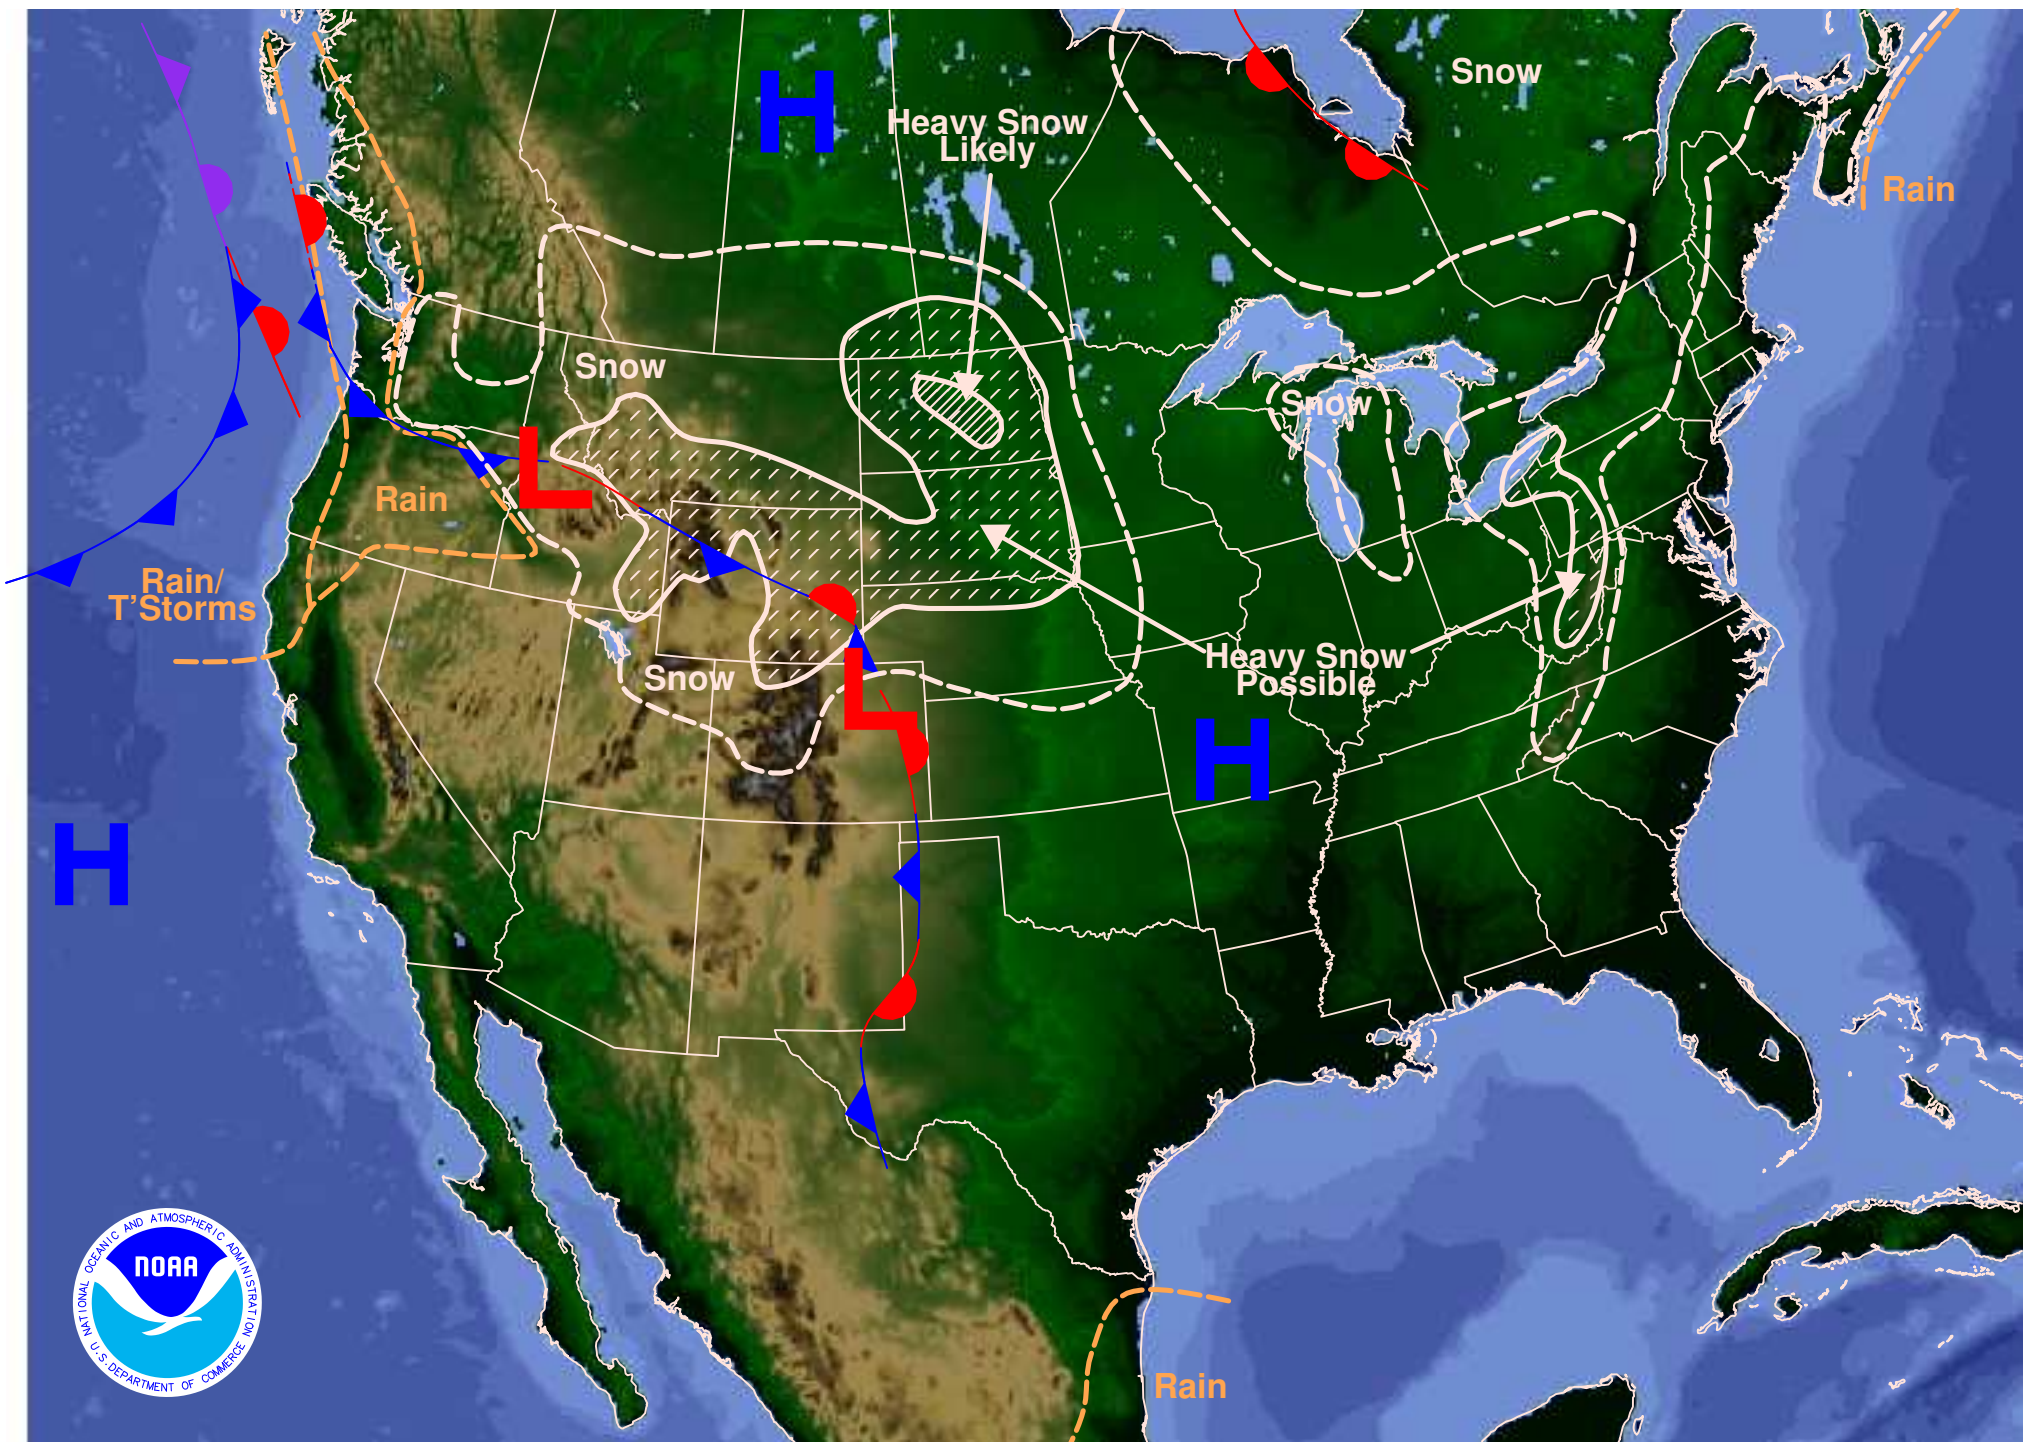 Snow
H
Heavy Snow
Likely
Rain
Snow
Snow
L
Rain
Rain/
T'Storms
Heavy Snow
Possible
Snow
L
H
H
NOAA
NATIONAL OCEANIC AND ATMOSPHERIC ADMINISTRATION
U.S. DEPARTMENT OF COMMERCE
Rain